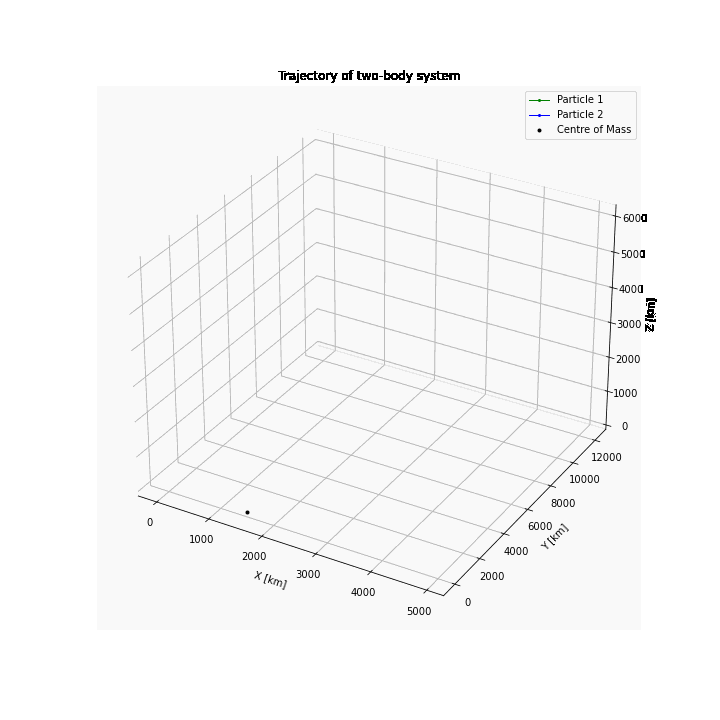 Trajectory of two-body system
Particle 1
Particle 2
Centre of Mass
6000
5000
4000
3000
2000
1000
0
Z [km]
12000
10000
8000
6000
4000
2000
0
Y [km]
0
1000
2000
3000
4000
5000
X [km]